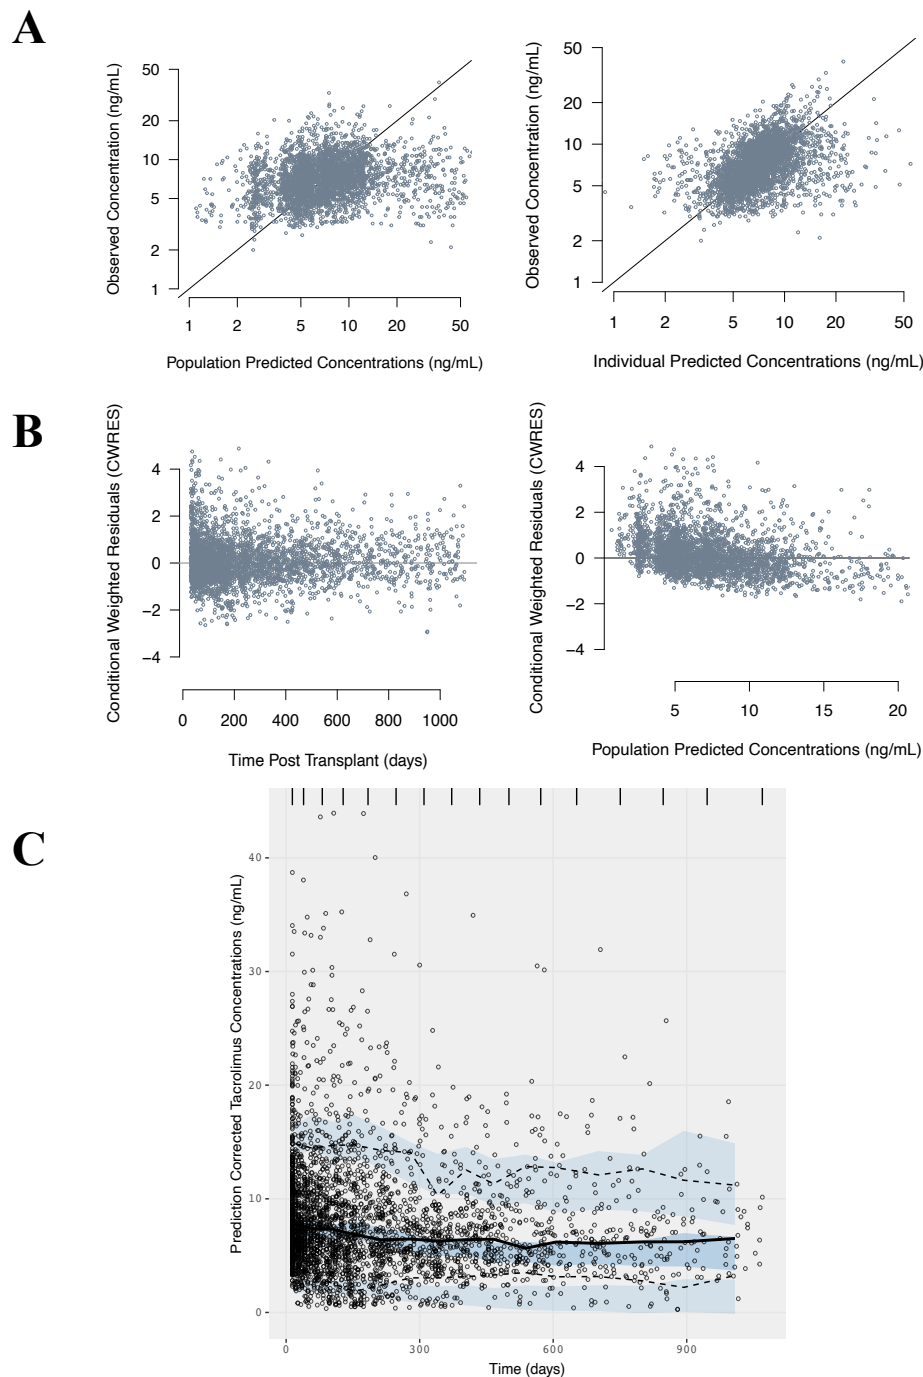 A
Observed Concentration (ng/mL)
50
20
10
5
2
1
1 2 5 10 20 50
Population Predicted Concentrations (ng/mL)
Observed Concentration (ng/mL)
50
20
10
5
2
1
1 2 5 10 20 50
Individual Predicted Concentrations (ng/mL)
B
Conditional Weighted Residuals (CWRES)
4
2
0
−2
−4
0 200 400 600 800 1000
Time Post Transplant (days)
Conditional Weighted Residuals (CWRES)
4
2
0
−2
−4
5 10 15 20
Population Predicted Concentrations (ng/mL)
C
Prediction Corrected Tacrolimus Concentrations (ng/mL)
40
30
20
10
0
0 300 600 900
Time (days)